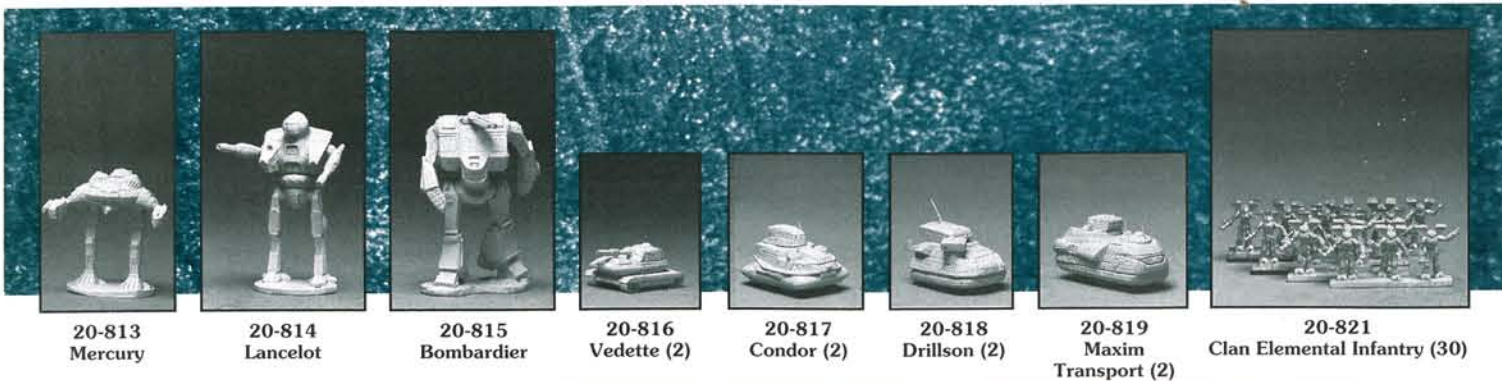 20-813
Mercury
20-814
Lancelot
20-815
Bombardier
20-816
Vedette (2)
20-817
Condor (2)
20-818
Drillson (2)
20-819
Maxim
Transport (2)
20-821
Clan Elemental Infantry (30)